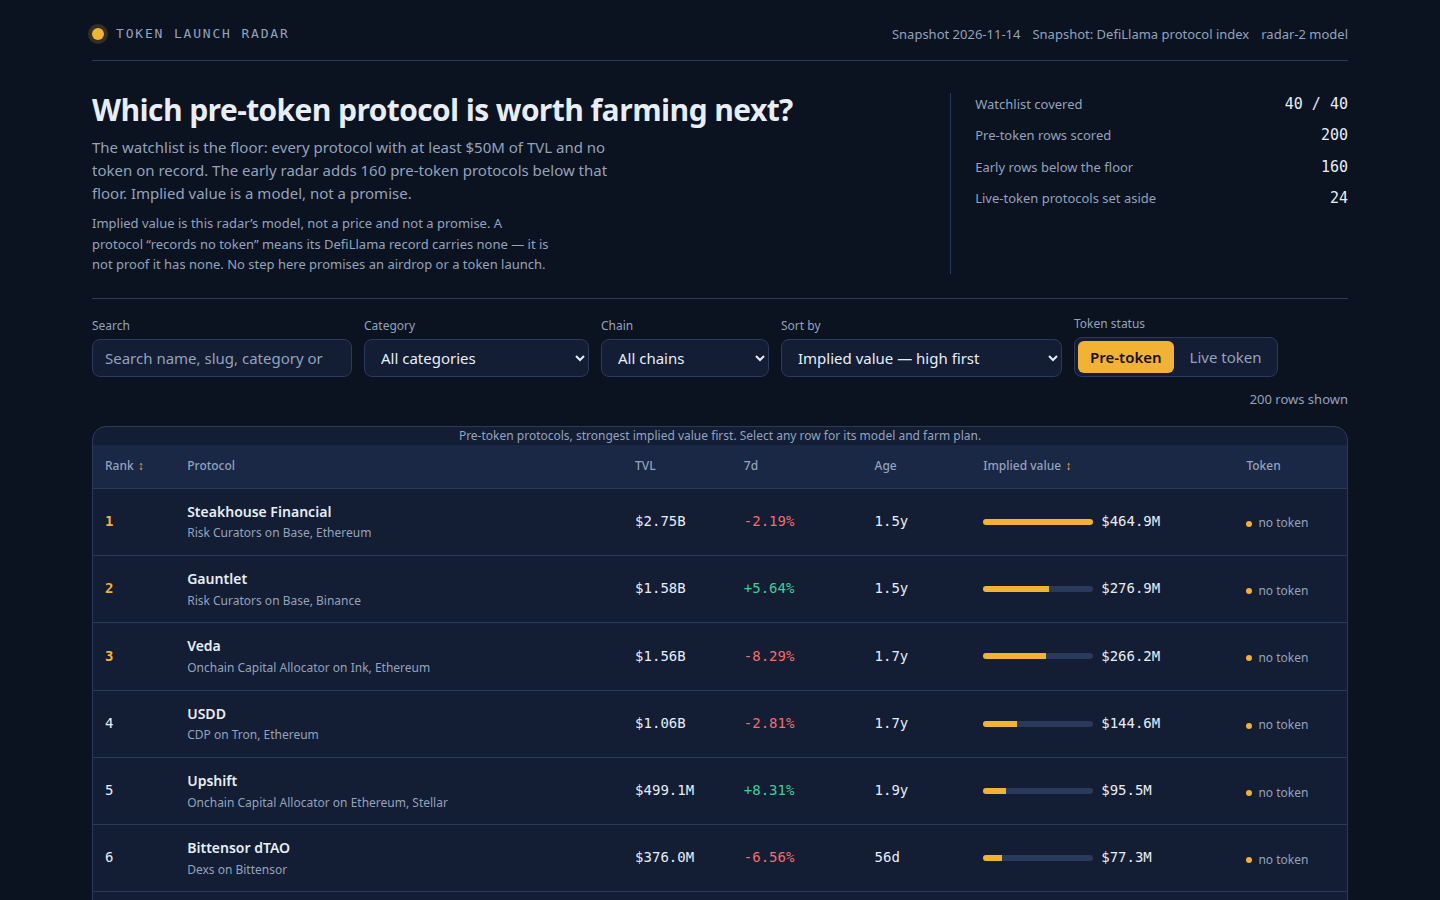 TOKEN LAUNCH RADAR
Snapshot 2026-11-14 Snapshot: DefiLlama protocol index radar-2 model
Which pre-token protocol is worth farming next?
The watchlist is the floor: every protocol with at least $50M of TVL and no
token on record. The early radar adds 160 pre-token protocols below that
floor. Implied value is a model, not a promise.
Implied value is this radar’s model, not a price and not a promise. A
protocol “records no token” means its DefiLlama record carries none — it is
not proof it has none. No step here promises an airdrop or a token launch.
Watchlist covered 40 / 40
Pre-token rows scored 200
Early rows below the floor 160
Live-token protocols set aside 24
Search Category Chain Sort by Token status
Search name, slug, category or All categories All chains Implied value — high first Pre-token Live token
200 rows shown
Pre-token protocols, strongest implied value first. Select any row for its model and farm plan.
Rank ↕ Protocol TVL 7d Age Implied value ↕ Token
1 Steakhouse Financial $2.75B -2.19% 1.5y $464.9M no token
Risk Curators on Base, Ethereum
2 Gauntlet $1.58B +5.64% 1.5y $276.9M no token
Risk Curators on Base, Binance
3 Veda $1.56B -8.29% 1.7y $266.2M no token
Onchain Capital Allocator on Ink, Ethereum
4 USDD $1.06B -2.81% 1.7y $144.6M no token
CDP on Tron, Ethereum
5 Upshift $499.1M +8.31% 1.9y $95.5M no token
Onchain Capital Allocator on Ethereum, Stellar
6 Bittensor dTAO $376.0M -6.56% 56d $77.3M no token
Dexs on Bittensor